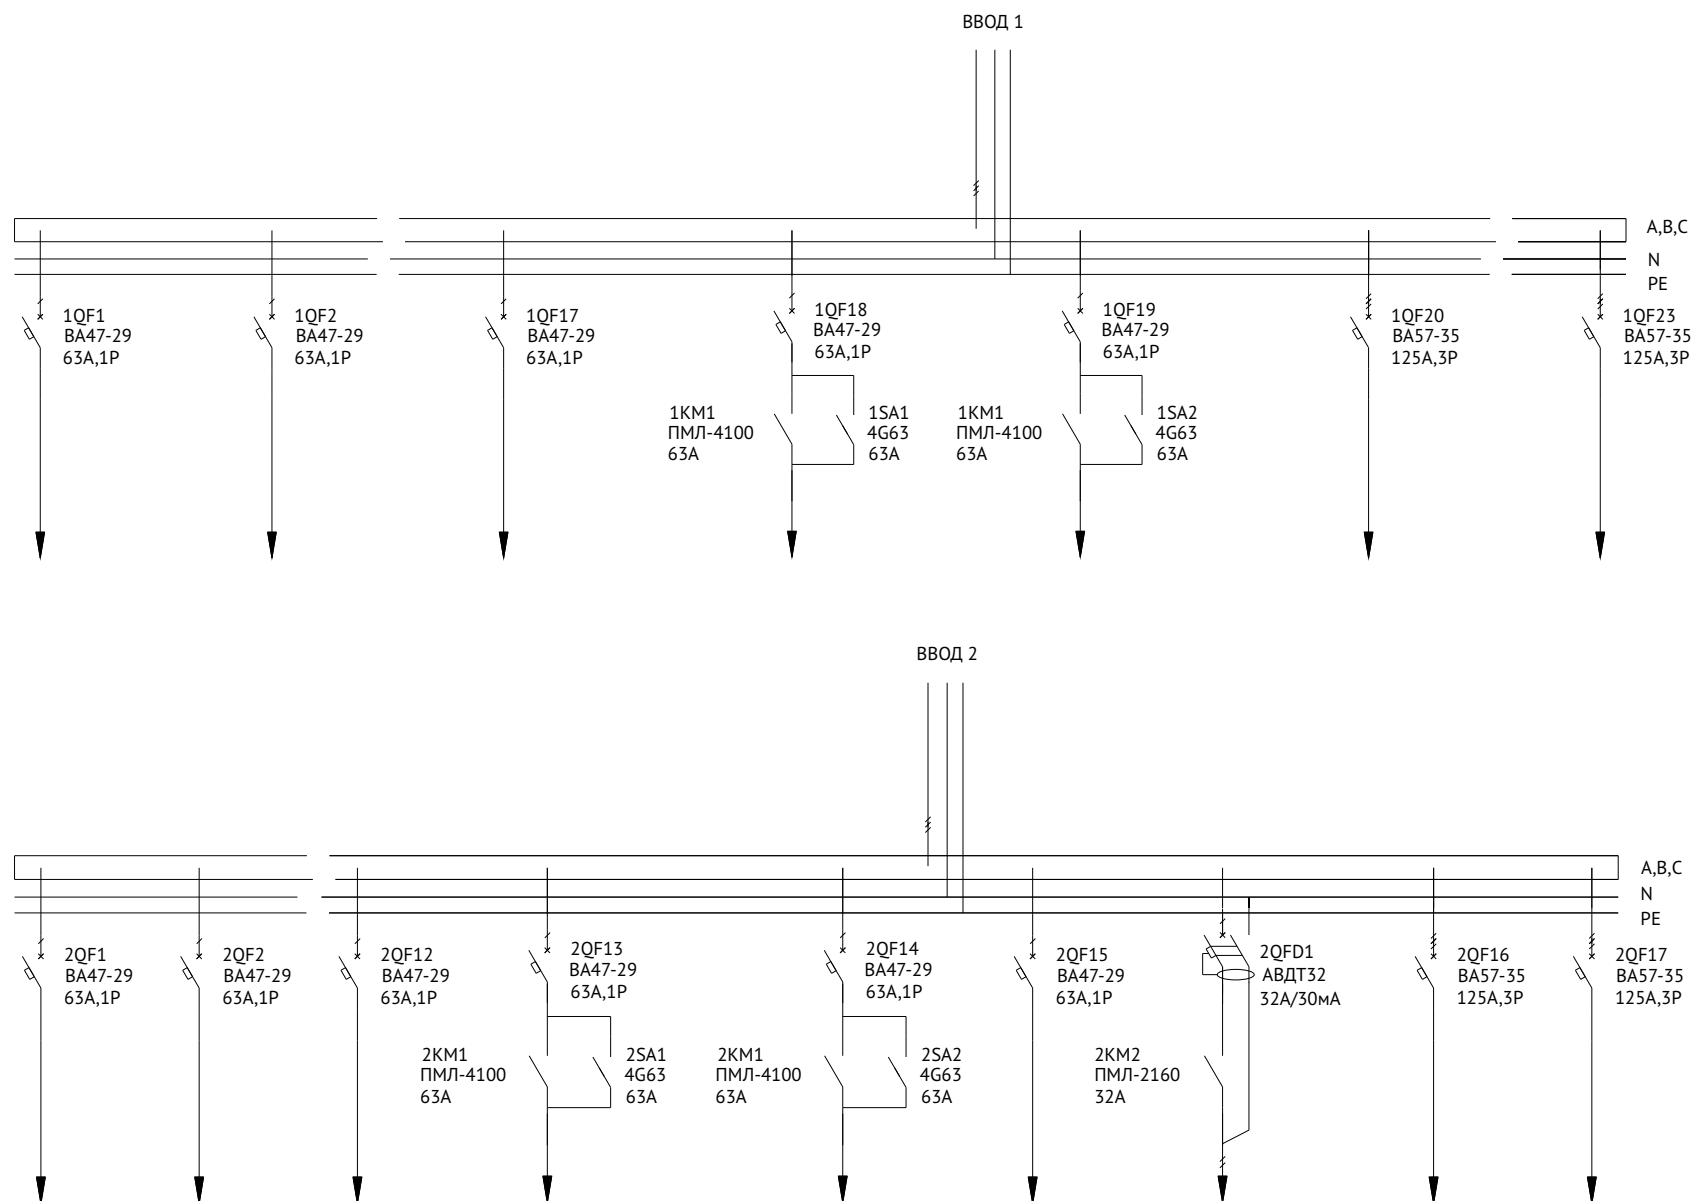 ВВОД 1
A,B,C
N
PE
1QF1
ВА47-29
63А,1Р
1QF2
ВА47-29
63А,1Р
1QF17
ВА47-29
63А,1Р
1QF18
ВА47-29
63А,1Р
1QF19
ВА47-29
63А,1Р
1QF20
ВА57-35
125А,3Р
1QF23
ВА57-35
125А,3Р
1KM1
ПМЛ-4100
63А
1SA1
4G63
63А
1KM1
ПМЛ-4100
63А
1SA2
4G63
63А
ВВОД 2
A,B,C
N
PE
2QF1
ВА47-29
63А,1Р
2QF2
ВА47-29
63А,1Р
2QF12
ВА47-29
63А,1Р
2QF13
ВА47-29
63А,1Р
2QF14
ВА47-29
63А,1Р
2QF15
ВА47-29
63А,1Р
2QFD1
АВДТ32
32А/30мА
2QF16
ВА57-35
125А,3Р
2QF17
ВА57-35
125А,3Р
2KM1
ПМЛ-4100
63А
2SA1
4G63
63А
2KM1
ПМЛ-4100
63А
2SA2
4G63
63А
2KM2
ПМЛ-2160
32А